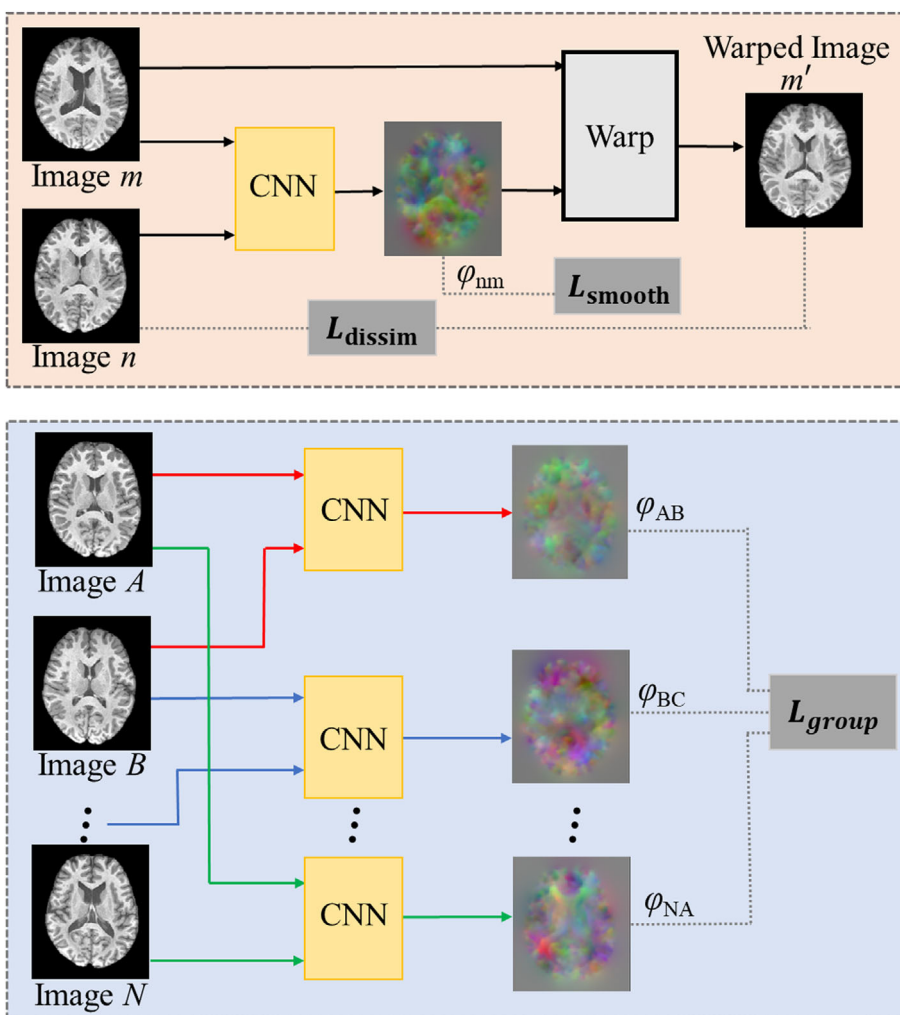 Warped Image
m′
Image m
CNN
Warp
Image n
φnm
Lsmooth
Ldissim
Image A
CNN
φAB
Image B
CNN
φBC
Lgroup
Image N
CNN
φNA